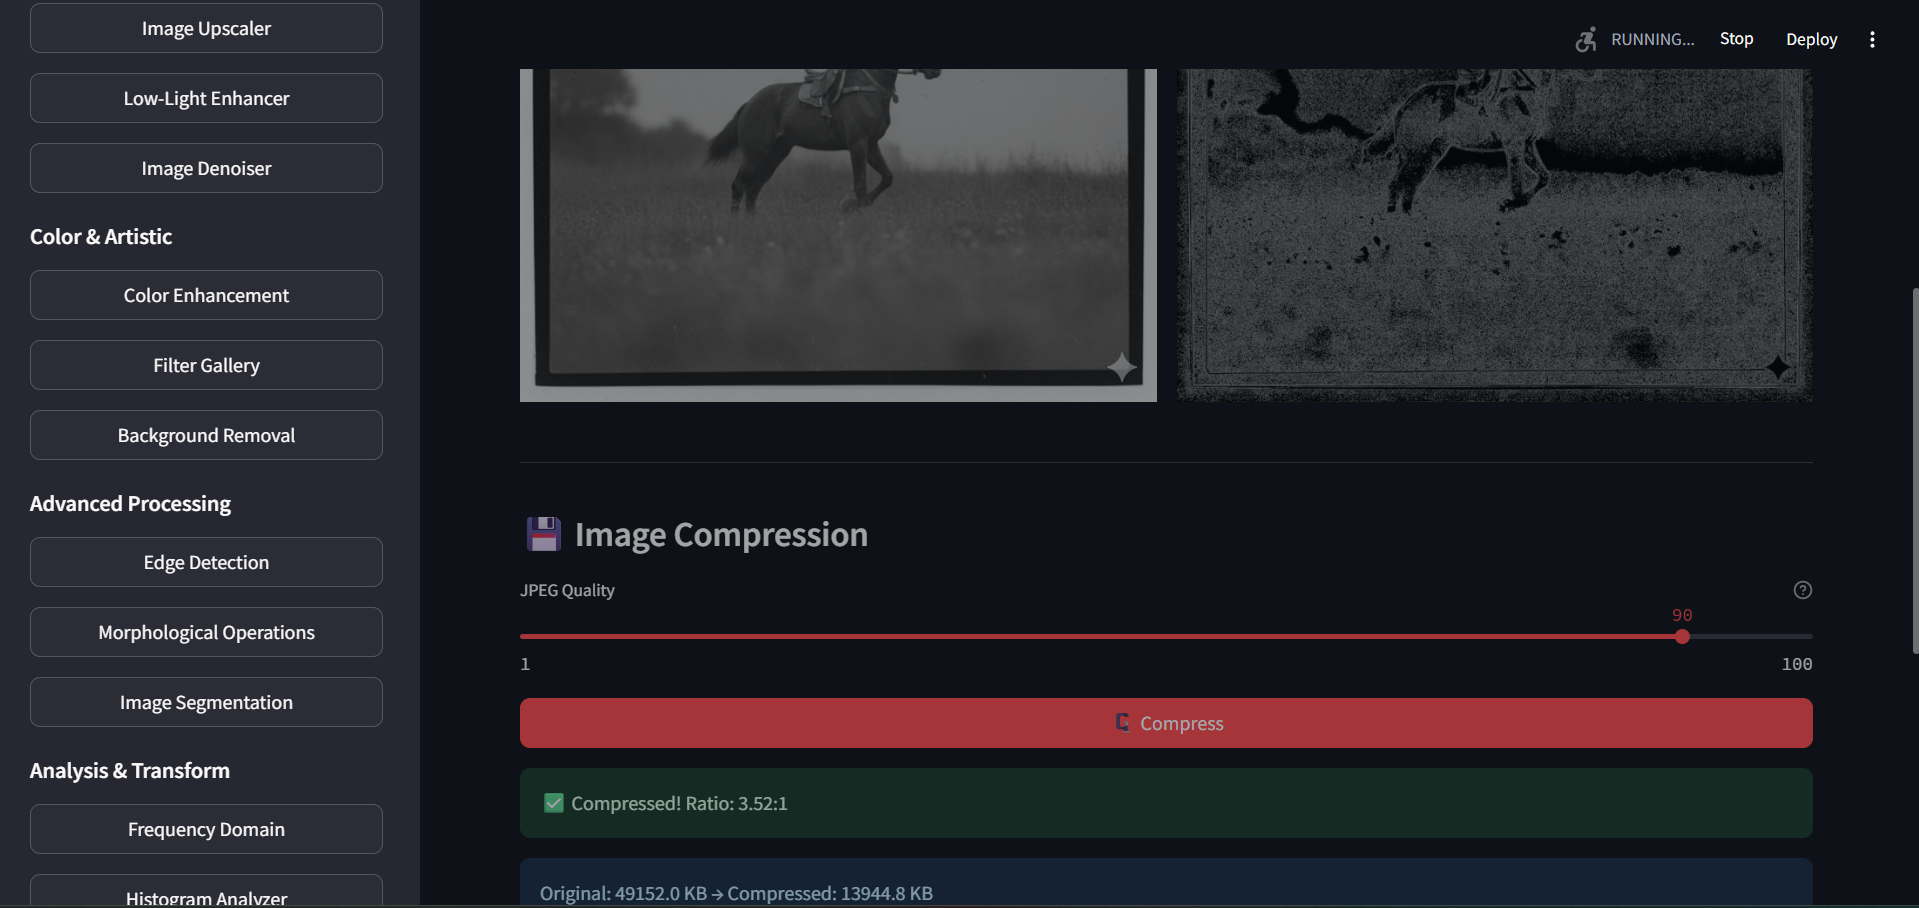 Image Upscaler
Low-Light Enhancer
Image Denoiser
Color & Artistic
Color Enhancement
Filter Gallery
Background Removal
Advanced Processing
Edge Detection
Morphological Operations
Image Segmentation
Analysis & Transform
Frequency Domain
Histogram Analyzer
RUNNING...
Stop
Deploy
Image Compression
JPEG Quality
90
1
100
Compress
Compressed! Ratio: 3.52:1
Original: 49152.0 KB → Compressed: 13944.8 KB